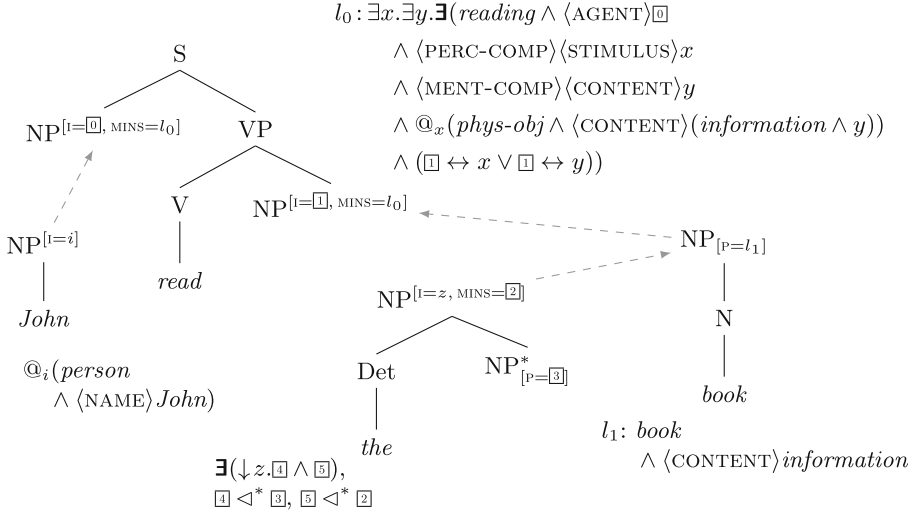 l₀ : ∃x.∃y.∃(reading ∧ ⟨AGENT⟩[0]
∧ ⟨PERC-COMP⟩⟨STIMULUS⟩x
∧ ⟨MENT-COMP⟩⟨CONTENT⟩y
∧ @ₓ(phys-obj ∧ ⟨CONTENT⟩(information ∧ y))
∧ ([1] ↔ x ∨ [1] ↔ y))
S
NP^[I=[0], MINS=l₀] VP
V NP^[I=[1], MINS=l₀]
read
NP^[I=i]
John
@ᵢ(person
∧ ⟨NAME⟩John)
NP^[I=z, MINS=[2]]
Det NP*_[P=[3]]
the
∃(↓z.[4] ∧ [5]),
[4] ◁* [3], [5] ◁* [2]
NP_[P=l₁]
N
book
l₁: book
∧ ⟨CONTENT⟩information